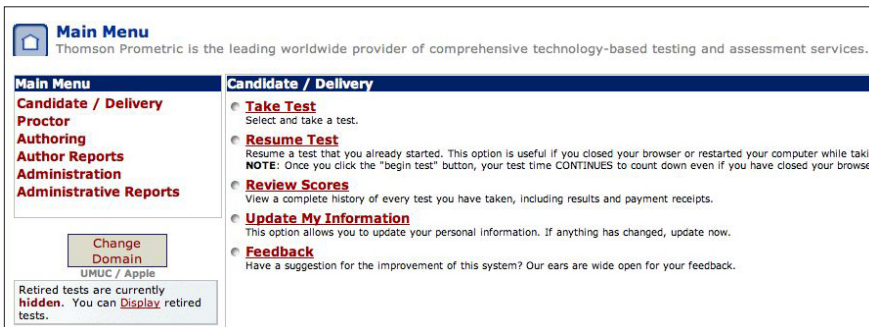 Main Menu
Thomson Prometric is the leading worldwide provider of comprehensive technology-based testing and assessment services.
Main Menu
Candidate / Delivery
Proctor
Authoring
Author Reports
Administration
Administrative Reports
Change
Domain
UMUC / Apple
Retired tests are currently
hidden. You can Display retired
tests.
Candidate / Delivery
Take Test
Select and take a test.
Resume Test
Resume a test that you already started. This option is useful if you closed your browser or restarted your computer while
NOTE: Once you click the "begin test" button, your test time CONTINUES to count down even if you have closed your
Review Scores
View a complete history of every test you have taken, including results and payment receipts.
Update My Information
This option allows you to update your personal information. If anything has changed, update now.
Feedback
Have a suggestion for the improvement of this system? Our ears are wide open for your feedback.